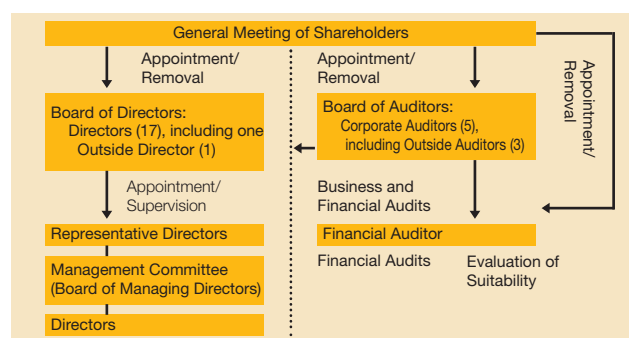 General Meeting of Shareholders
Appointment/
Removal
Appointment/
Removal
Appointment/
Removal
Board of Directors:
Directors (17), including one
Outside Director (1)
Board of Auditors:
Corporate Auditors (5),
including Outside Auditors (3)
Appointment/
Supervision
Business and
Financial Audits
Representative Directors
Financial Auditor
Management Committee
(Board of Managing Directors)
Financial Audits
Evaluation of
Suitability
Directors